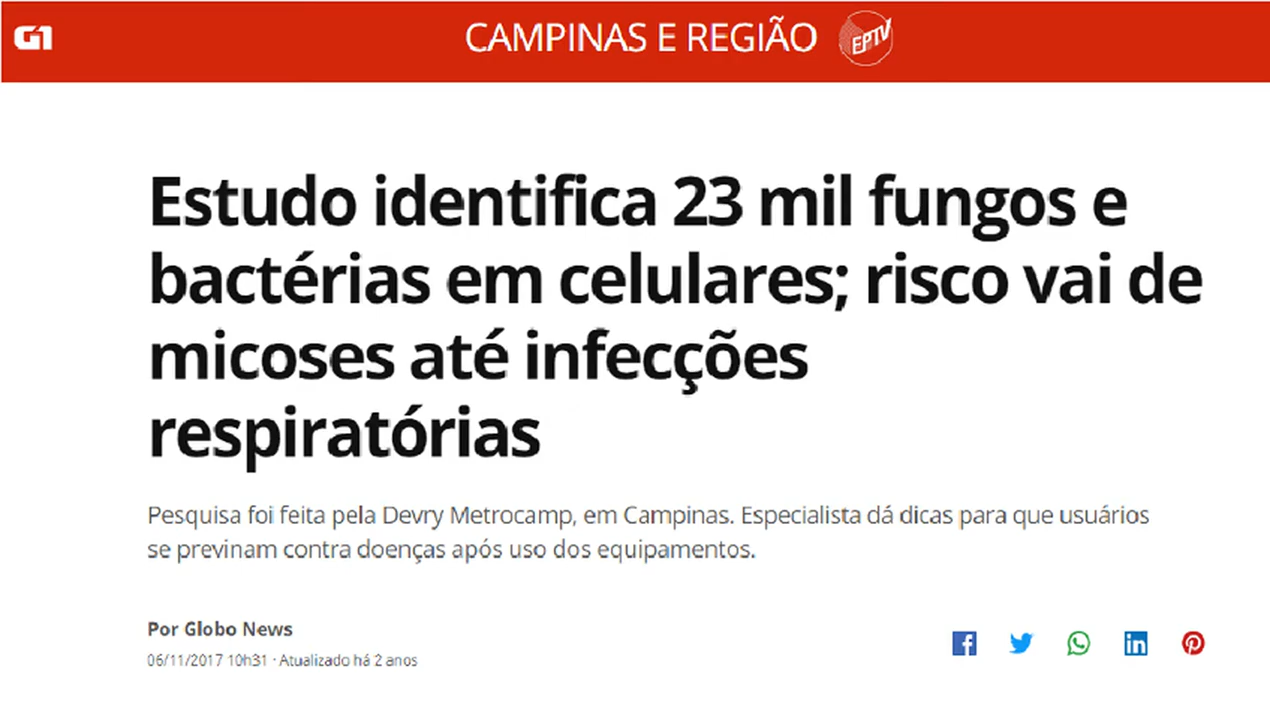 G1
CAMPINAS E REGIÃO
EPTV
Estudo identifica 23 mil fungos e
bactérias em celulares; risco vai de
micoses até infecções
respiratórias
Pesquisa foi feita pela Devry Metrocamp, em Campinas. Especialista dá dicas para que usuários
se previnam contra doenças após uso dos equipamentos.
Por Globo News
06/11/2017 10h31 · Atualizado há 2 anos